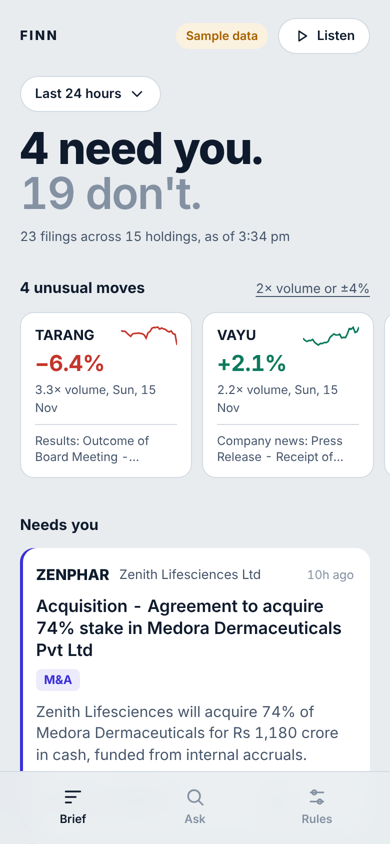 FINN
Sample data
Listen
Last 24 hours
4 need you.
19 don't.
23 filings across 15 holdings, as of 3:34 pm
4 unusual moves
2× volume or ±4%
TARANG
−6.4%
3.3× volume, Sun, 15
Nov
Results: Outcome of
Board Meeting -...
VAYU
+2.1%
2.2× volume, Sun, 15
Nov
Company news: Press
Release - Receipt of...
Needs you
ZENPHAR Zenith Lifesciences Ltd 10h ago
Acquisition - Agreement to acquire
74% stake in Medora Dermaceuticals
Pvt Ltd
M&A
Zenith Lifesciences will acquire 74% of
Medora Dermaceuticals for Rs 1,180 crore
in cash, funded from internal accruals.
Brief
Ask
Rules